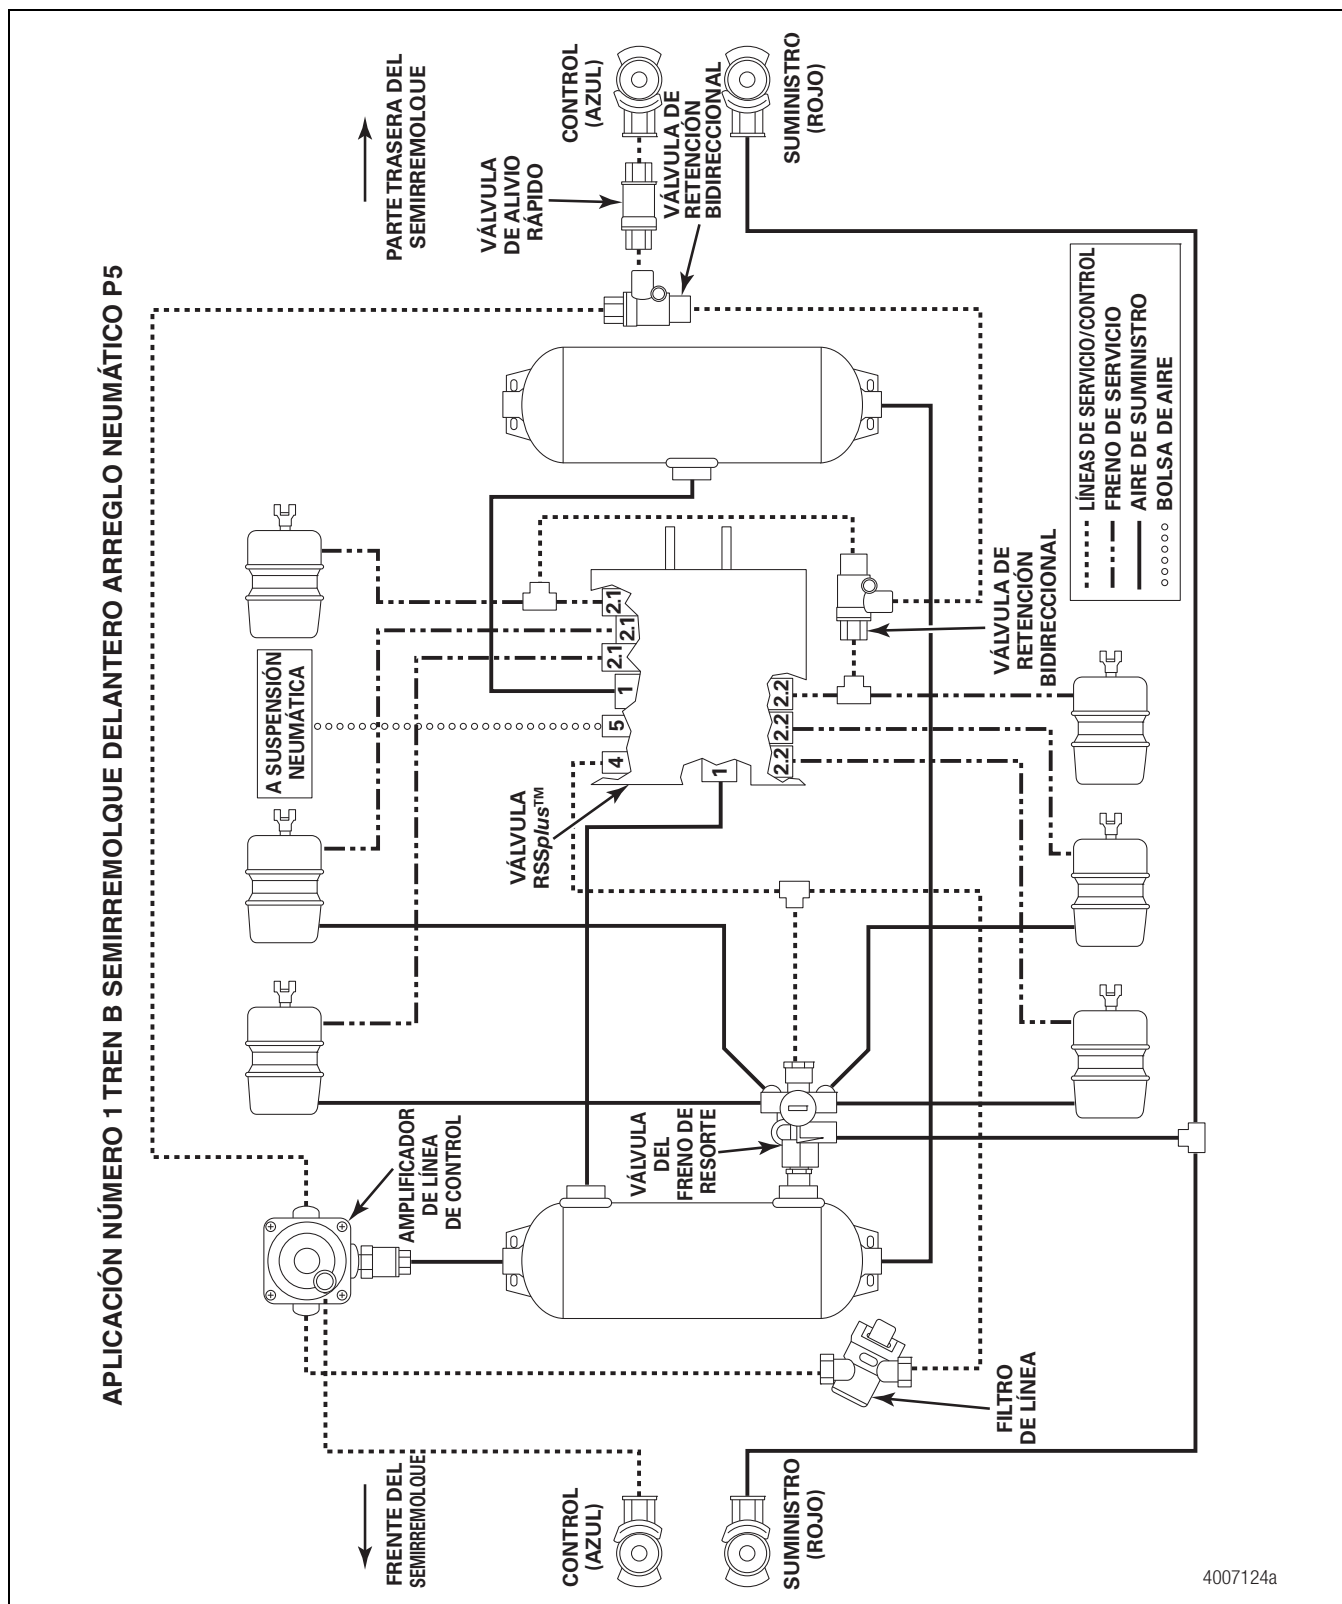 APLICACIÓN NÚMERO 1 TREN B SEMIRREMOLQUE DELANTERO ARREGLO NEUMÁTICO P5
FRENTE DEL
SEMIRREMOLQUE
PARTE TRASERA DEL
SEMIRREMOLQUE
AMPLIFICADOR
DE LÍNEA
DE CONTROL
A SUSPENSIÓN
NEUMÁTICA
VÁLVULA
DE ALIVIO
RÁPIDO
CONTROL
(AZUL)
VÁLVULA DE
RETENCIÓN
BIDIRECCIONAL
SUMINISTRO
(ROJO)
VÁLVULA
RSSplus™
4
5
1
2.1
2.1
2.1
1
2.2
2.2
2.2
VÁLVULA
DEL
FRENO DE
RESORTE
CONTROL
(AZUL)
SUMINISTRO
(ROJO)
FILTRO
DE LÍNEA
VÁLVULA DE
RETENCIÓN
BIDIRECCIONAL
LÍNEAS DE SERVICIO/CONTROL
FRENO DE SERVICIO
AIRE DE SUMINISTRO
BOLSA DE AIRE
4007124a